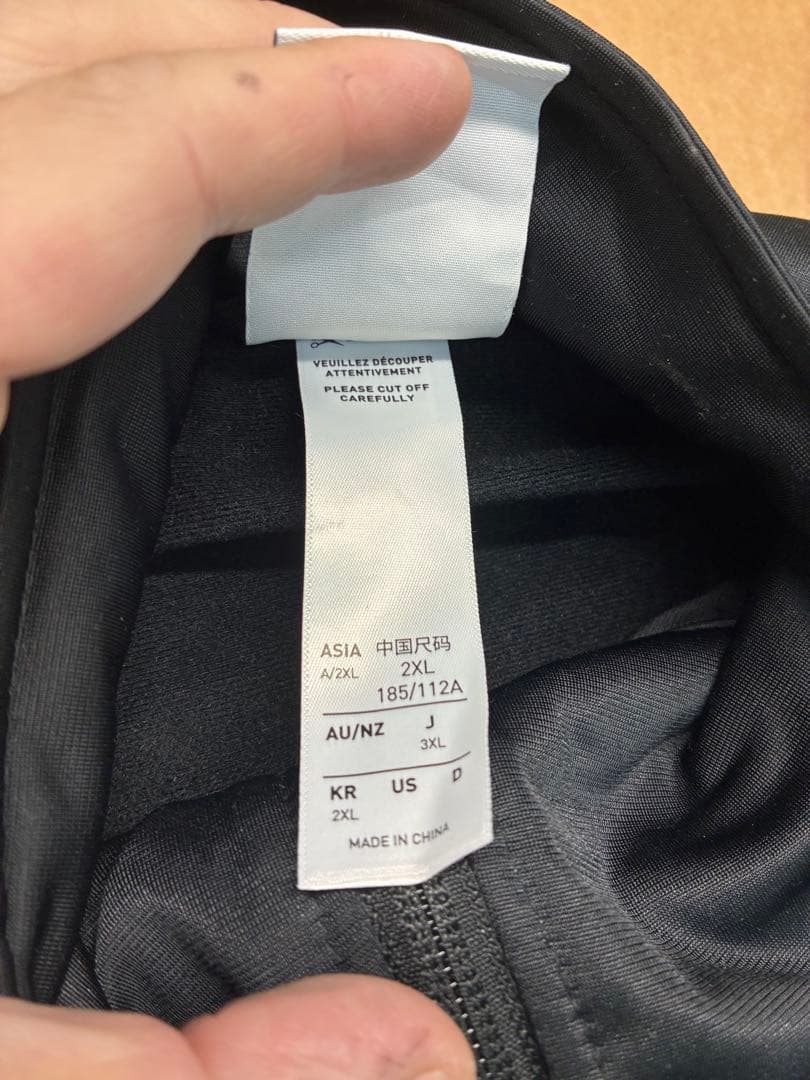 VEUILLEZ DÉCOUPER
ATTENTIVEMENT
PLEASE CUT OFF
CAREFULLY
ASIA 中国尺码
A/2XL 2XL
185/112A
AU/NZ J
3XL
KR US D
2XL
MADE IN CHINA